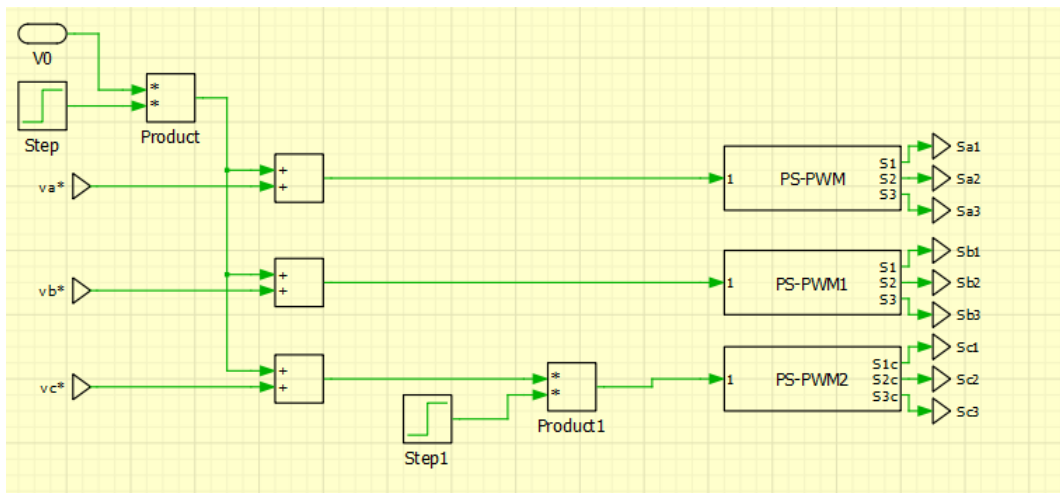 V0
*
*
Product
Step
va*
+
+
1
PS-PWM
S1
S2
S3
Sa1
Sa2
Sa3
vb*
+
+
1
PS-PWM1
S1
S2
S3
Sb1
Sb2
Sb3
vc*
+
+
*
*
Product1
Step1
1
PS-PWM2
S1c
S2c
S3c
Sc1
Sc2
Sc3